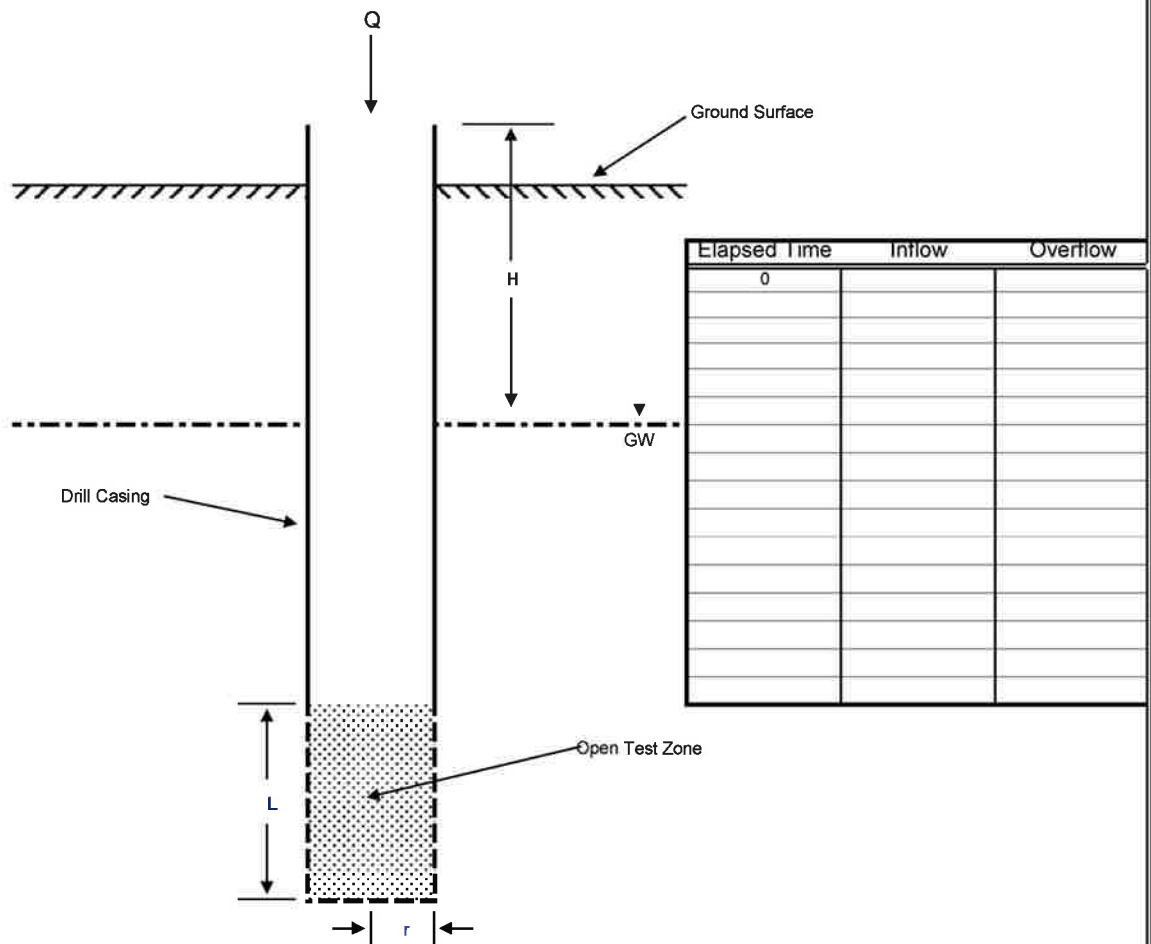 Q
Ground Surface
Elapsed Time Inflow Overflow
0
H
GW
Drill Casing
Open Test Zone
L
r